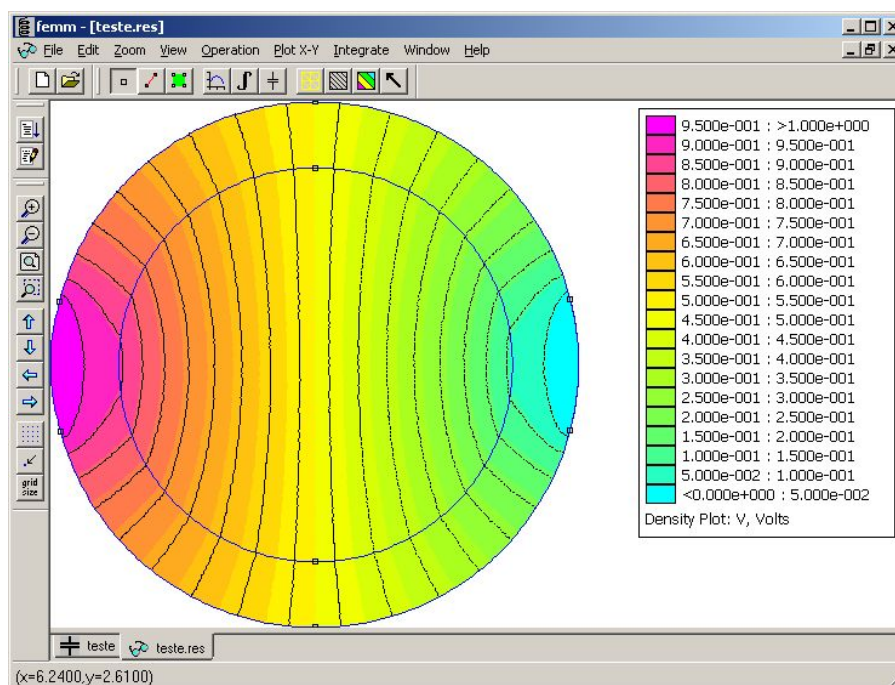 femm - [teste.res]
File Edit Zoom View Operation Plot X-Y Integrate Window Help
9.500e-001 : >1.000e+000
9.000e-001 : 9.500e-001
8.500e-001 : 9.000e-001
8.000e-001 : 8.500e-001
7.500e-001 : 8.000e-001
7.000e-001 : 7.500e-001
6.500e-001 : 7.000e-001
6.000e-001 : 6.500e-001
5.500e-001 : 6.000e-001
5.000e-001 : 5.500e-001
4.500e-001 : 5.000e-001
4.000e-001 : 4.500e-001
3.500e-001 : 4.000e-001
3.000e-001 : 3.500e-001
2.500e-001 : 3.000e-001
2.000e-001 : 2.500e-001
1.500e-001 : 2.000e-001
1.000e-001 : 1.500e-001
5.000e-002 : 1.000e-001
<0.000e+000 : 5.000e-002
Density Plot: V, Volts
grid
size
teste teste.res
(x=6.2400,y=2.6100)